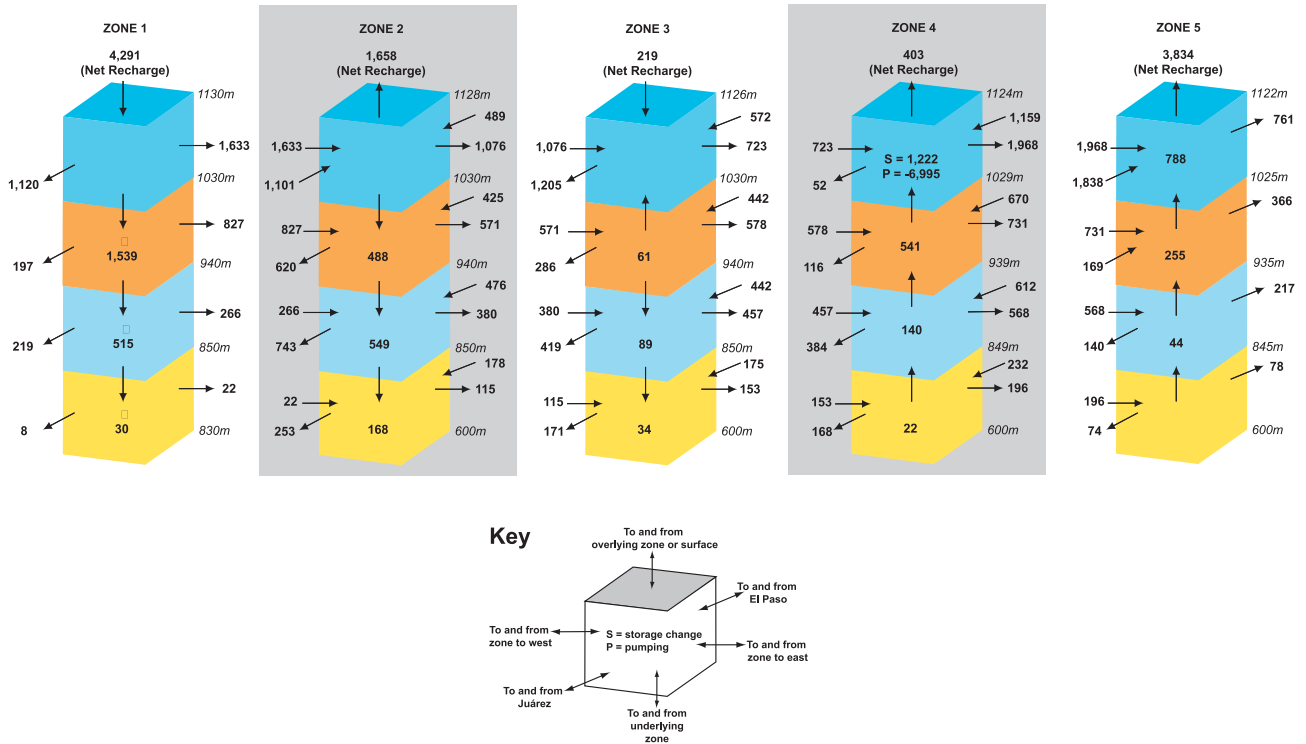 ZONE 1
4,291
(Net Recharge)
1130m
1,633
1,120
1030m
827
1,539
197
940m
266
515
219
850m
22
30
8
830m
ZONE 2
1,658
(Net Recharge)
1128m
489
1,633
1,076
1,101
1030m
425
827
571
620
488
940m
476
266
380
743
549
850m
178
22
115
253
168
600m
ZONE 3
219
(Net Recharge)
1126m
572
1,076
723
1,205
1030m
442
571
578
286
61
940m
442
380
457
419
89
850m
175
115
153
171
34
600m
ZONE 4
403
(Net Recharge)
1124m
1,159
723
1,968
S = 1,222
P = -6,995
52
1029m
670
578
731
116
541
939m
612
457
568
384
140
849m
232
153
196
168
22
600m
ZONE 5
3,834
(Net Recharge)
1122m
761
1,968
788
1,838
1025m
366
731
255
169
935m
217
568
44
140
845m
78
196
74
600m
Key
To and from
overlying zone or surface
To and from
El Paso
To and from
zone to west
S = storage change
P = pumping
To and from
zone to east
To and from
Juárez
To and from
underlying
zone